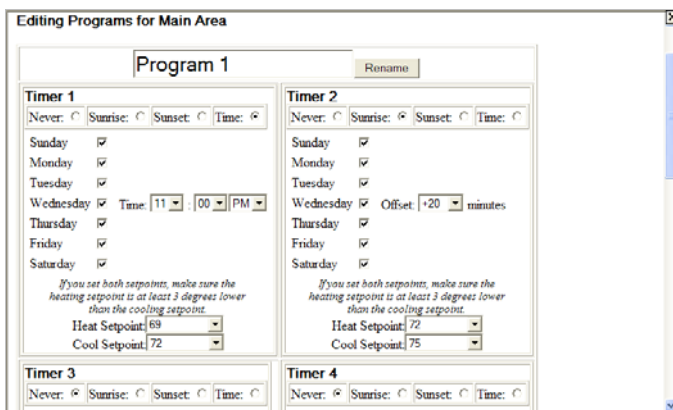 Editing Programs for Main Area
Program 1 Rename
Timer 1
Never: Sunrise: Sunset: Time:
Sunday
Monday
Tuesday
Wednesday Time: 11 : 00 PM
Thursday
Friday
Saturday
If you set both setpoints, make sure the
heating setpoint is at least 3 degrees lower
than the cooling setpoint.
Heat Setpoint: 69
Cool Setpoint: 72
Timer 2
Never: Sunrise: Sunset: Time:
Sunday
Monday
Tuesday
Wednesday Offset: +20 minutes
Thursday
Friday
Saturday
If you set both setpoints, make sure the
heating setpoint is at least 3 degrees lower
than the cooling setpoint.
Heat Setpoint: 72
Cool Setpoint: 75
Timer 3
Never: Sunrise: Sunset: Time:
Timer 4
Never: Sunrise: Sunset: Time: